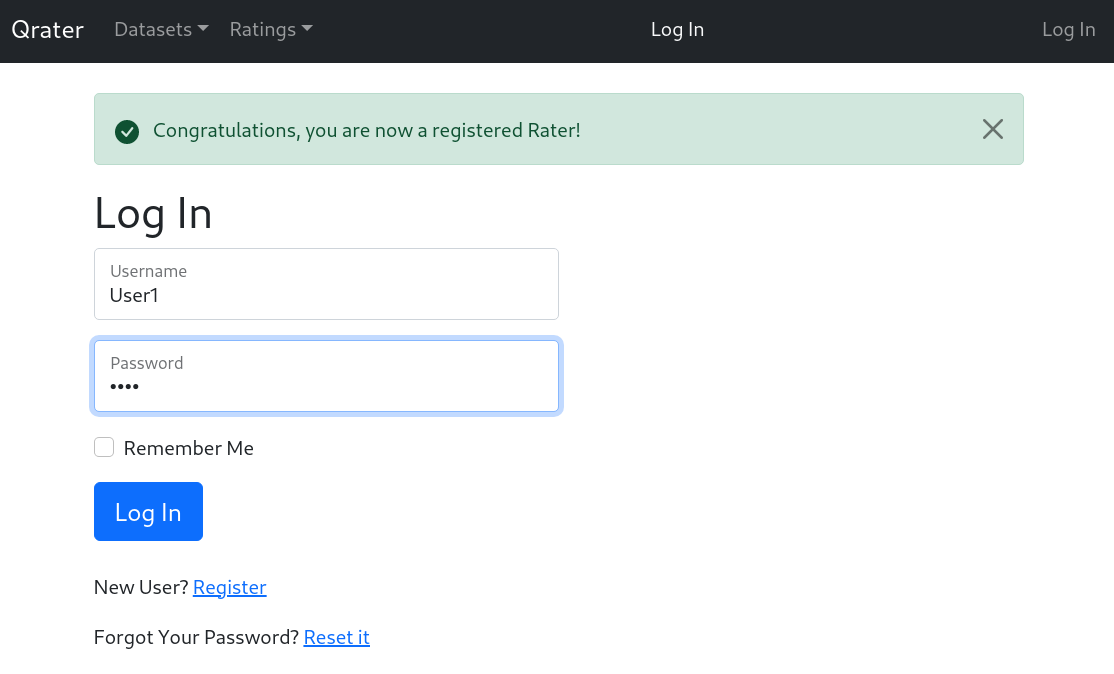 Qrater Datasets Ratings Log In Log In
Congratulations, you are now a registered Rater!
Log In
Username
User1
Password
••••
Remember Me
Log In
New User? Register
Forgot Your Password? Reset it